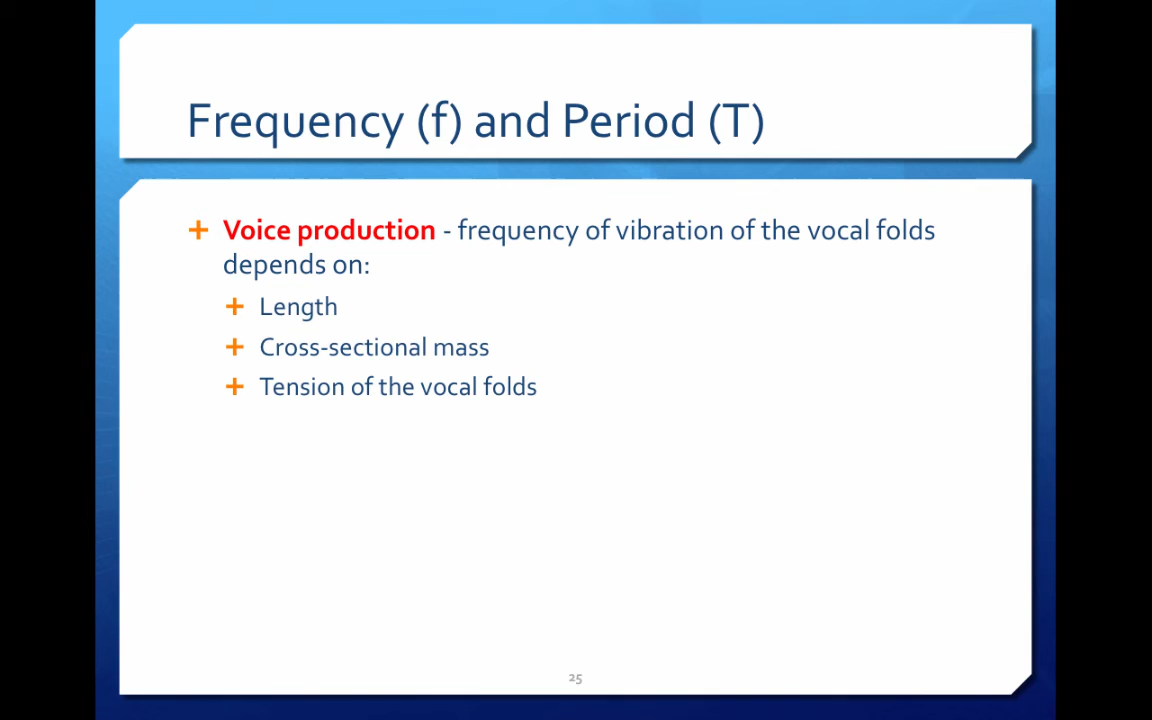 Frequency (f) and Period (T)
Voice production - frequency of vibration of the vocal folds
depends on:
Length
Cross-sectional mass
Tension of the vocal folds
25